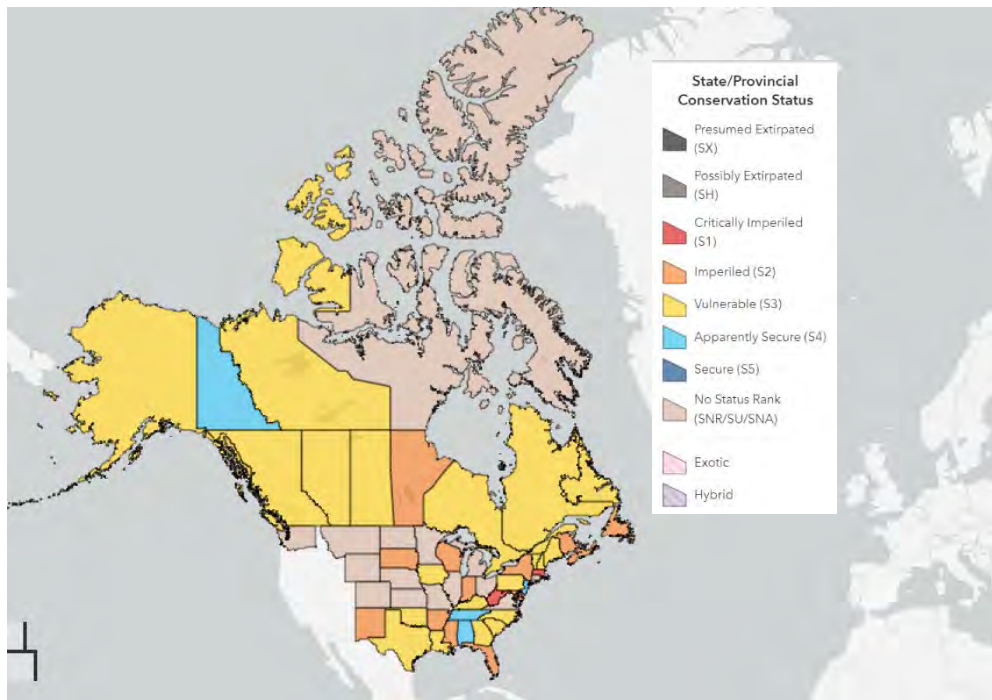 State/Provincial
Conservation Status
Presumed Extirpated
(SX)
Possibly Extirpated
(SH)
Critically Imperiled
(S1)
Imperiled (S2)
Vulnerable (S3)
Apparently Secure (S4)
Secure (S5)
No Status Rank
(SNR/SU/SNA)
Exotic
Hybrid